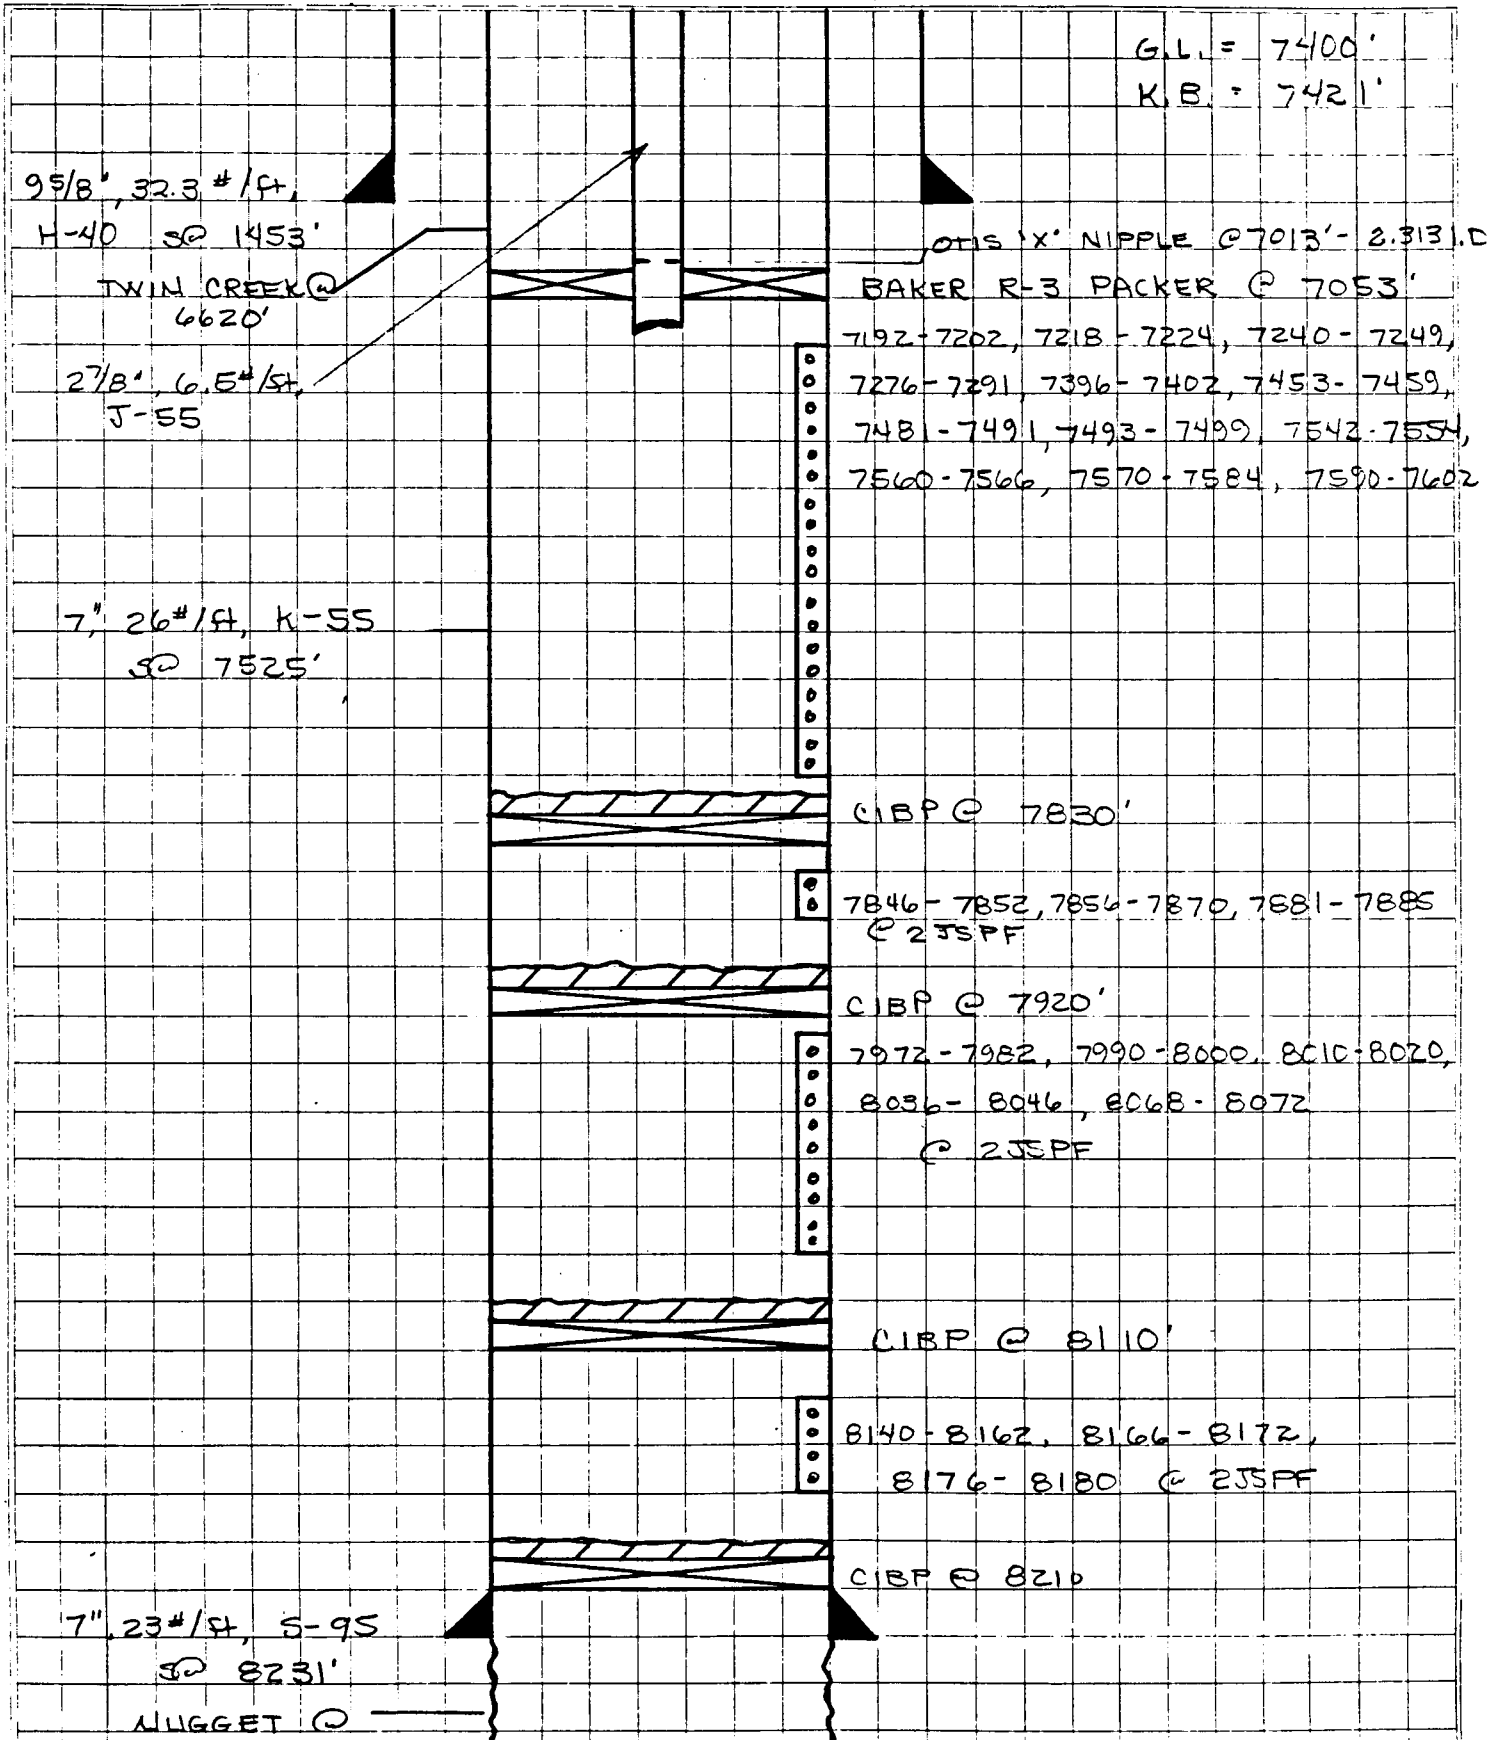 G.L. = 7400'
K.B. = 7421'
9 5/8", 32.3 #/ft,
H-40 S@ 1453'
TWIN CREEK @
6620'
2 7/8", 6.5 #/ft,
J-55
OTIS 'X' NIPPLE @ 7013' - 2.313 I.D
BAKER R-3 PACKER @ 7053'
7192-7202, 7218-7224, 7240-7249,
7276-7291, 7396-7402, 7453-7459,
7481-7491, 7493-7499, 7542-7554,
7560-7566, 7570-7584, 7590-7602
7", 26 #/ft, K-55
S@ 7525'
CIBP @ 7830'
7846-7852, 7856-7870, 7881-7885
@ 2 JSPF
CIBP @ 7920'
7972-7982, 7990-8000, 8010-8020,
8036-8046, 8068-8072
@ 2 JSPF
CIBP @ 8110'
8140-8162, 8166-8172,
8176-8180 @ 2JSPF
CIBP @ 8210
7", 23 #/ft, S-95
S@ 8231'
NUGGET @